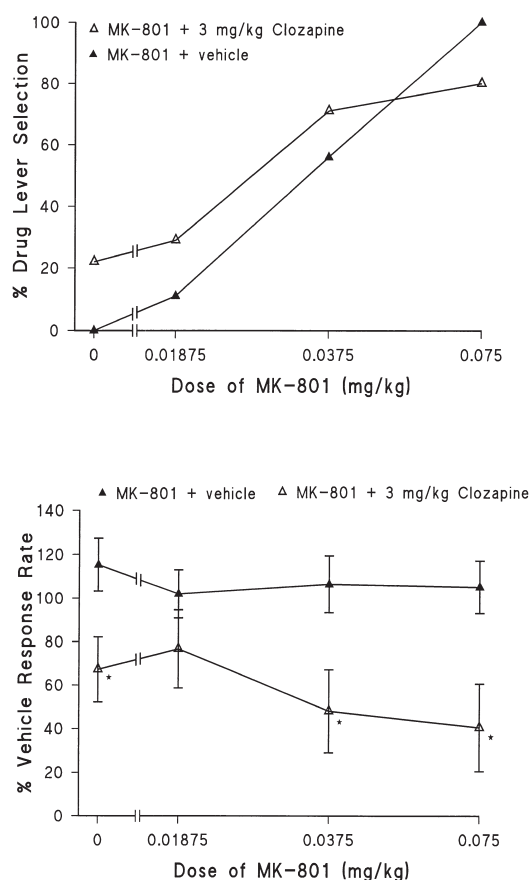 MK-801 + 3 mg/kg Clozapine
MK-801 + vehicle
% Drug Lever Selection
100
80
60
40
20
0
0 0.01875 0.0375 0.075
Dose of MK-801 (mg/kg)
MK-801 + vehicle MK-801 + 3 mg/kg Clozapine
% Vehicle Response Rate
140
120
100
80
60
40
20
0
* * *
0 0.01875 0.0375 0.075
Dose of MK-801 (mg/kg)